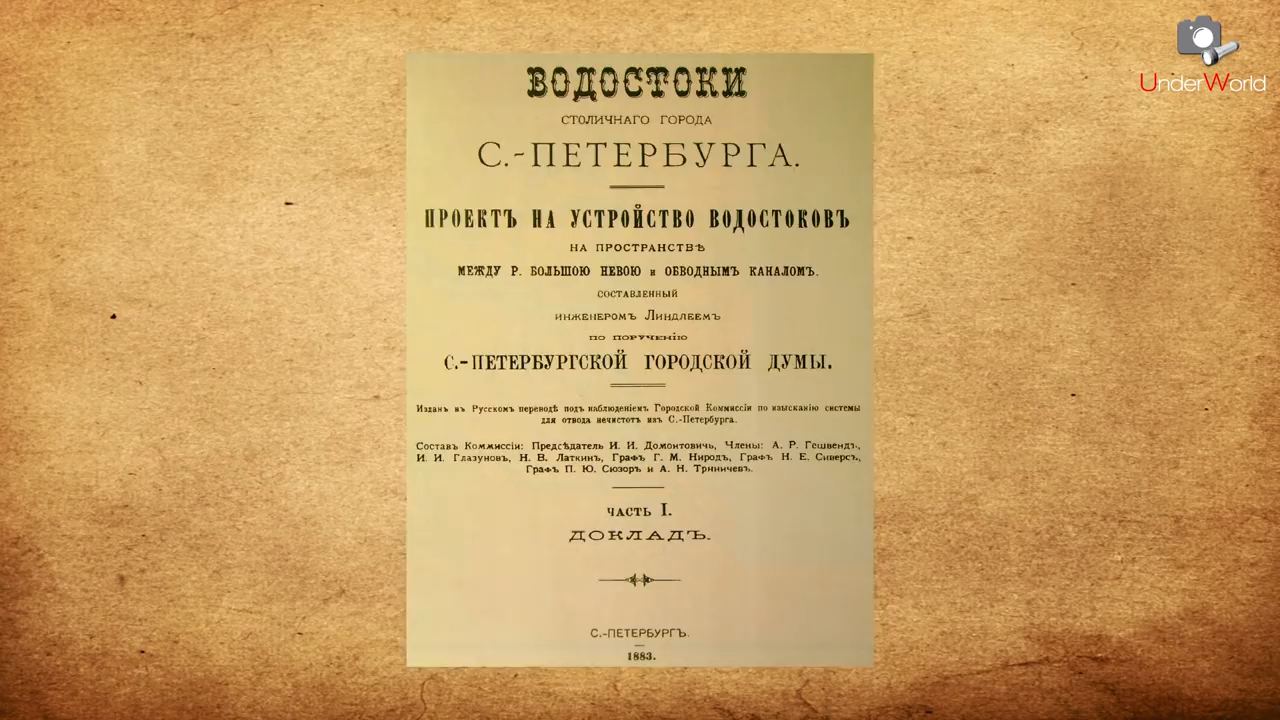 ВОДОСТОКИ
СТОЛИЧНАГО ГОРОДА
С.-ПЕТЕРБУРГА.
ПРОЕКТЪ НА УСТРОЙСТВО ВОДОСТОКОВЪ
НА ПРОСТРАНСТВѢ
МЕЖДУ Р. БОЛЬШОЮ НЕВОЮ и ОБВОДНЫМЪ КАНАЛОМЪ.
СОСТАВЛЕННЫЙ
ИНЖЕНЕРОМЪ ЛИНДЛЕЕМЪ
ПО ПОРУЧЕНІЮ
С.-ПЕТЕРБУРГСКОЙ ГОРОДСКОЙ ДУМЫ.
Изданъ въ Русскомъ переводѣ подъ наблюденіемъ Городской Коммиссіи по изысканію системы
для отвода нечистотъ изъ С.-Петербурга.
Составъ Коммиссіи: Предсѣдатель И. И. Домонтовичъ, Члены: А. Р. Гешвендъ,
И. И. Глазуновъ, Н. В. Латкинъ, Графъ Г. М. Ниродъ, Графъ Н. Е. Сиверсъ,
Графъ П. Ю. Сюзоръ и А. Н. Тряничевъ.
ЧАСТЬ I.
ДОКЛАДЪ.
С.-ПЕТЕРБУРГЪ.
1883.
UnderWorld